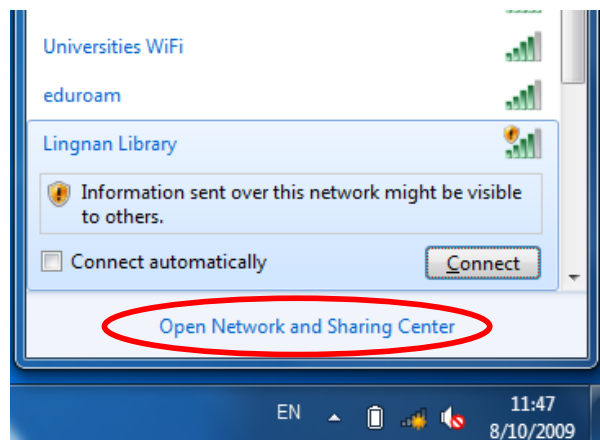 Universities WiFi
eduroam
Lingnan Library
Information sent over this network might be visible
to others.
Connect automatically
Connect
Open Network and Sharing Center
EN
11:47
8/10/2009